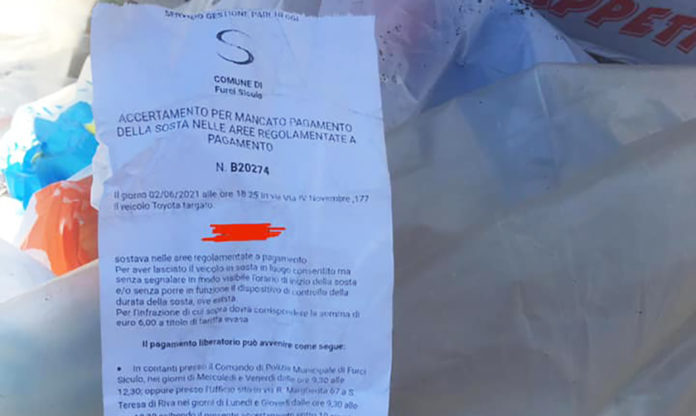 SERVIZIO GESTIONE PARCHEGGI
COMUNE DI
Furci Siculo
ACCERTAMENTO PER MANCATO PAGAMENTO
DELLA SOSTA NELLE AREE REGOLAMENTATE A
PAGAMENTO
N. B20274
Il giorno 02/06/2021 alle ore 18:25 in via Via IV Novembre ,177
il veicolo Toyota targato
sostava nelle aree regolamentate a pagamento
Per aver lasciato il veicolo in sosta in luogo consentito ma
senza segnalare in modo visibile l'orario di inizio della sosta
e/o senza porre in funzione il dispositivo di controllo della
durata della sosta, ove esista.
Per l'infrazione di cui sopra dovrà corrispondere la somma di
euro 6,00 a titolo di tariffa evasa
Il pagamento liberatorio può avvenire come segue:
• In contanti presso il Comando di Polizia Municipale di Furci
Siculo, nei giorni di Mercoledì e Venerdì dalle ore 9,30 alle
12,30; oppure presso l'Ufficio sito in via R. Margherita 67 a S.
Teresa di Riva nei giorni di Lunedì e Giovedì dalle ore 9,30 alle